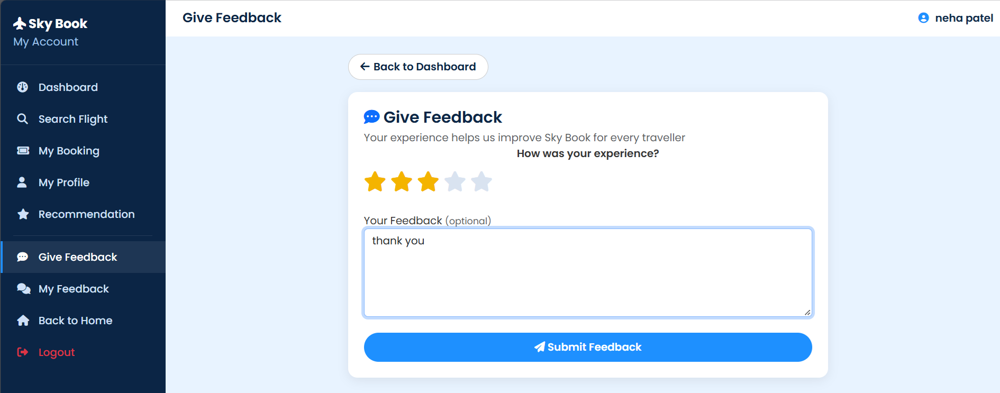 Sky Book
My Account
Dashboard
Search Flight
My Booking
My Profile
Recommendation
Give Feedback
My Feedback
Back to Home
Logout
Give Feedback
neha patel
Back to Dashboard
Give Feedback
Your experience helps us improve Sky Book for every traveller
How was your experience?
Your Feedback (optional)
thank you
Submit Feedback